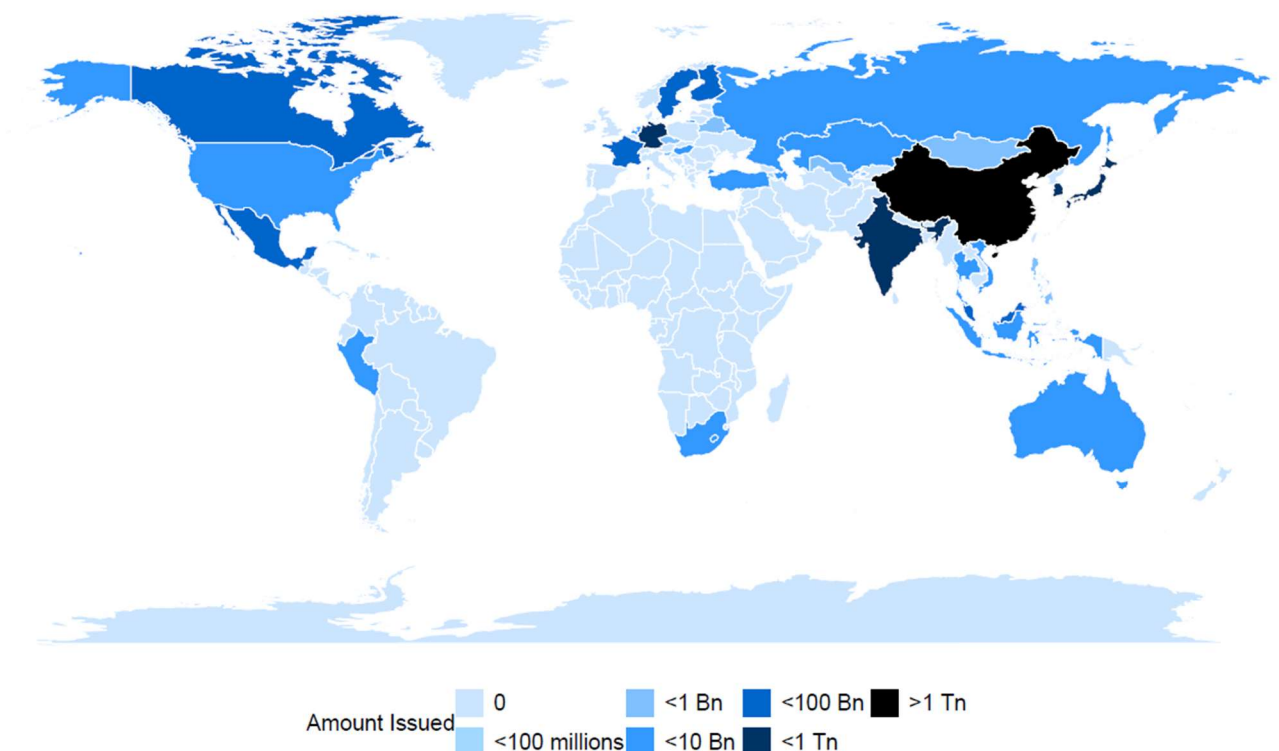 Amount Issued
0
<100 millions
<1 Bn
<10 Bn
<100 Bn
<1 Tn
>1 Tn